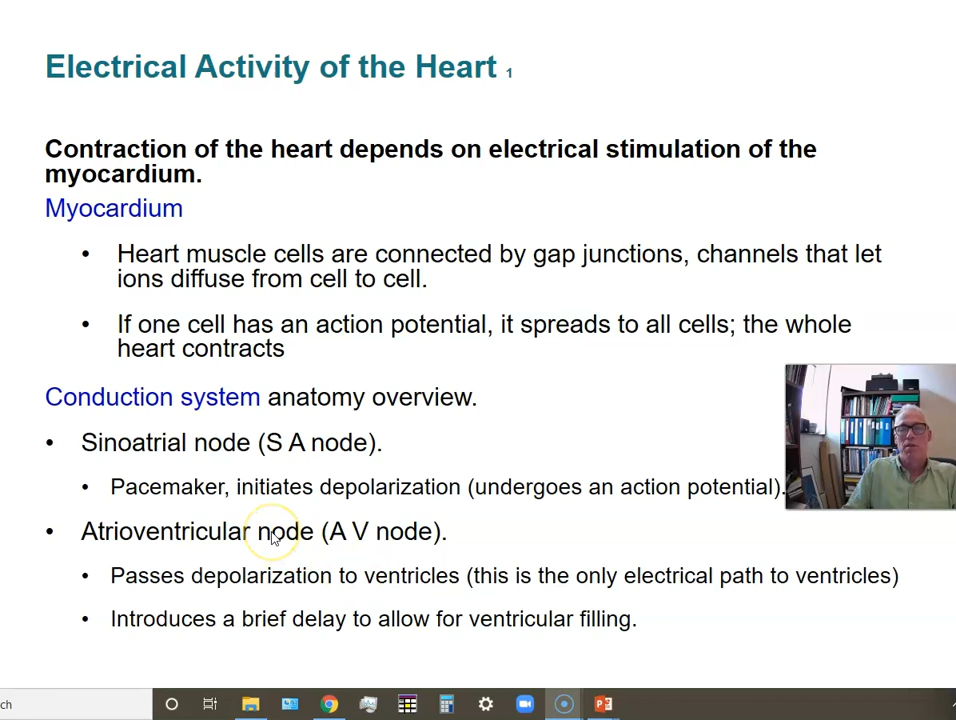 Electrical Activity of the Heart 1
Contraction of the heart depends on electrical stimulation of the
myocardium.
Myocardium
• Heart muscle cells are connected by gap junctions, channels that let
ions diffuse from cell to cell.
• If one cell has an action potential, it spreads to all cells; the whole
heart contracts
Conduction system anatomy overview.
• Sinoatrial node (S A node).
• Pacemaker, initiates depolarization (undergoes an action potential).
• Atrioventricular node (A V node).
• Passes depolarization to ventricles (this is the only electrical path to ventricles)
• Introduces a brief delay to allow for ventricular filling.
ch